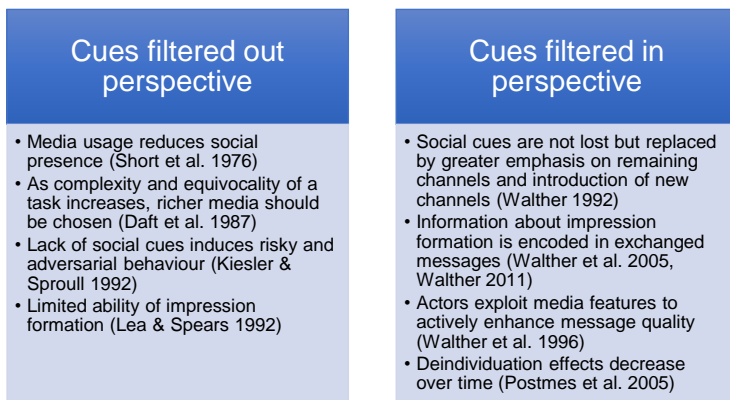 Cues filtered out
perspective
• Media usage reduces social
presence (Short et al. 1976)
• As complexity and equivocality of a
task increases, richer media should
be chosen (Daft et al. 1987)
• Lack of social cues induces risky and
adversarial behaviour (Kiesler &
Sproull 1992)
• Limited ability of impression
formation (Lea & Spears 1992)
Cues filtered in
perspective
• Social cues are not lost but replaced
by greater emphasis on remaining
channels and introduction of new
channels (Walther 1992)
• Information about impression
formation is encoded in exchanged
messages (Walther et al. 2005,
Walther 2011)
• Actors exploit media features to
actively enhance message quality
(Walther et al. 1996)
• Deindividuation effects decrease
over time (Postmes et al. 2005)